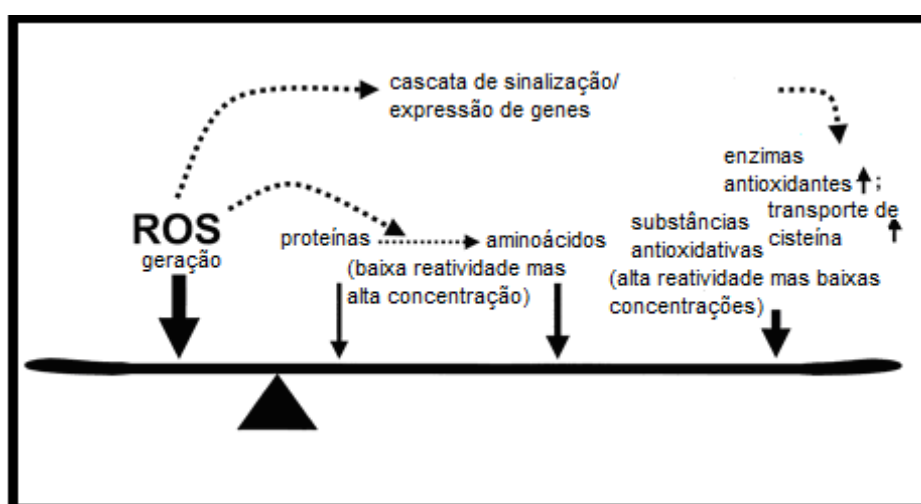 cascata de sinalização/
expressão de genes
ROS
geração
proteínas
aminoácidos
(baixa reatividade mas
alta concentração)
enzimas
antioxidantes ;
transporte de
cisteína
substâncias
antioxidativas
(alta reatividade mas baixas
concentrações)